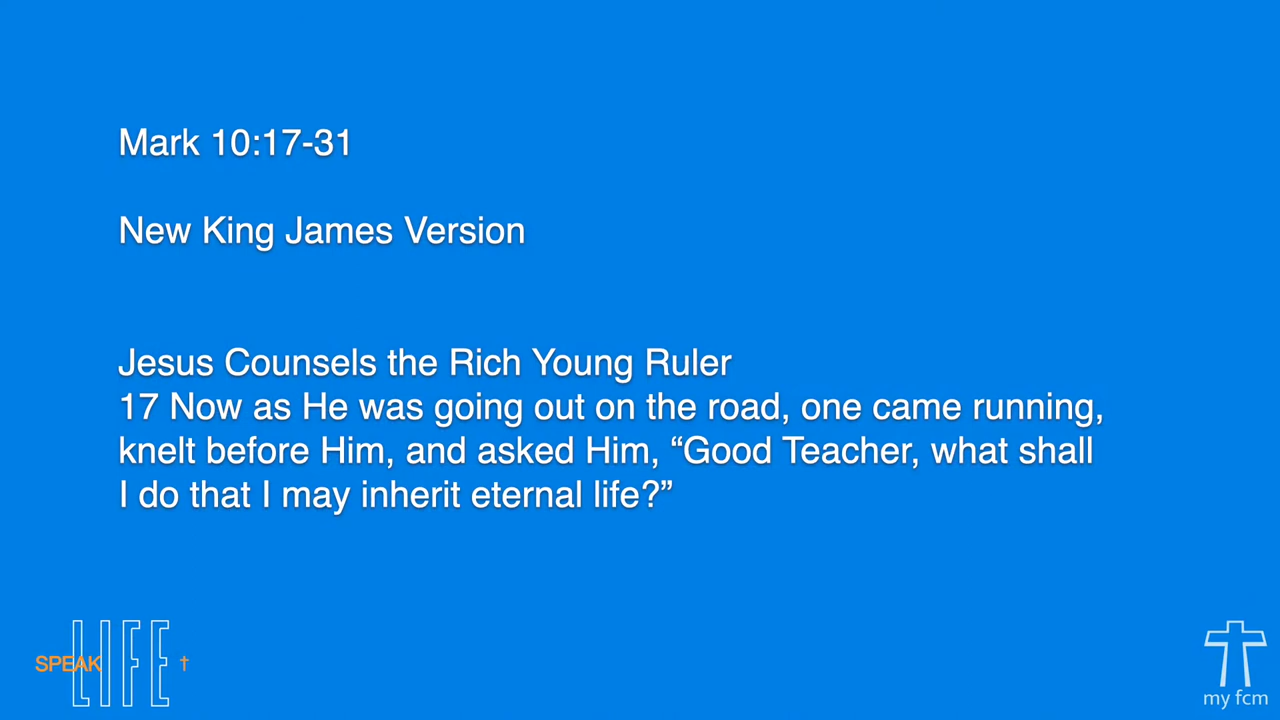 Mark 10:17-31
New King James Version
Jesus Counsels the Rich Young Ruler
17 Now as He was going out on the road, one came running,
knelt before Him, and asked Him, “Good Teacher, what shall
I do that I may inherit eternal life?”
SPEAK LIFE †
my fcm